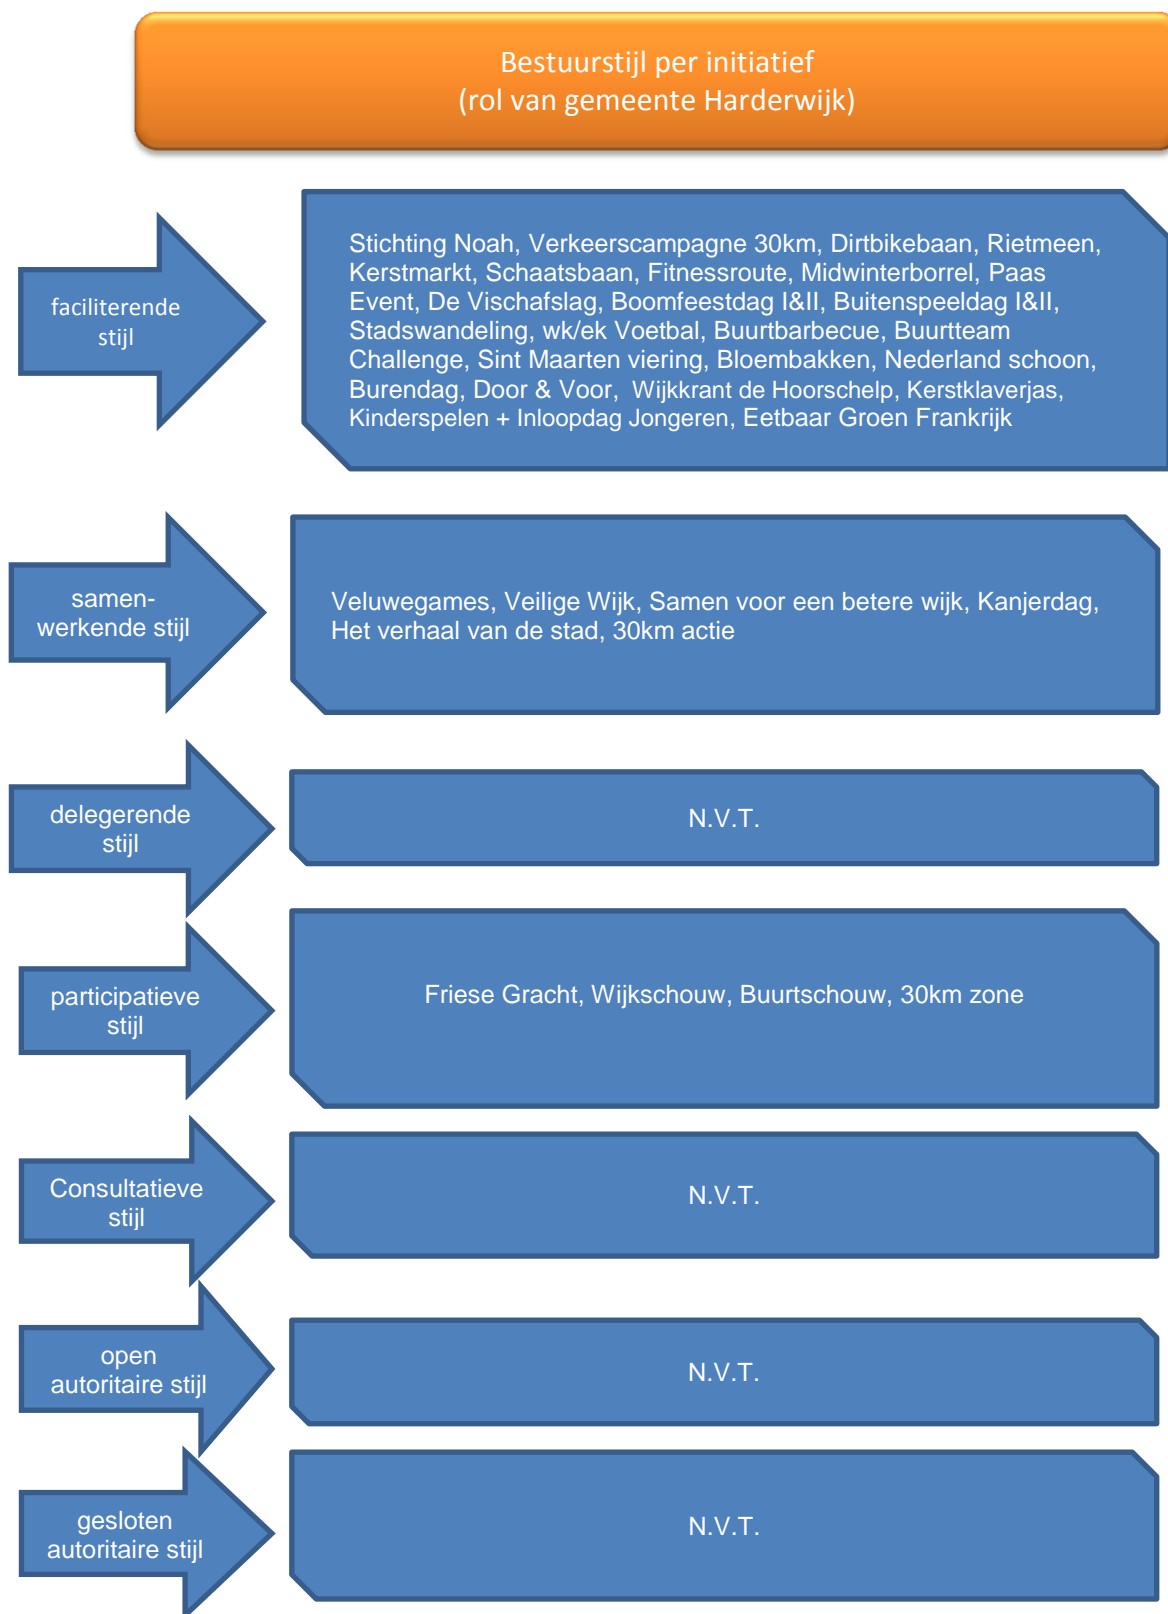 Bestuurstijl per initiatief
(rol van gemeente Harderwijk)
faciliterende
stijl
Stichting Noah, Verkeerscampagne 30km, Dirtbikebaan, Rietmeen,
Kerstmarkt, Schaatsbaan, Fitnessroute, Midwinterborrel, Paas
Event, De Vischafslag, Boomfeestdag I&II, Buitenspeeldag I&II,
Stadswandeling, wk/ek Voetbal, Buurtbarbecue, Buurtteam
Challenge, Sint Maarten viering, Bloembakken, Nederland schoon,
Burendag, Door & Voor, Wijkkrant de Hoorschelp, Kerstklaverjas,
Kinderspelen + Inloopdag Jongeren, Eetbaar Groen Frankrijk
samen-
werkende stijl
Veluwegames, Veilige Wijk, Samen voor een betere wijk, Kanjerdag,
Het verhaal van de stad, 30km actie
delegerende
stijl
N.V.T.
participatieve
stijl
Friese Gracht, Wijkschouw, Buurtschouw, 30km zone
Consultatieve
stijl
N.V.T.
open
autoritaire stijl
N.V.T.
gesloten
autoritaire stijl
N.V.T.